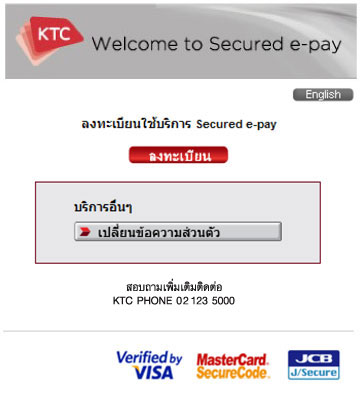 KTC
Welcome to Secured e-pay
English
ลงทะเบียนใช้บริการ Secured e-pay
ลงทะเบียน
บริการอื่นๆ
เปลี่ยนข้อความส่วนตัว
สอบถามเพิ่มเติมติดต่อ
KTC PHONE 02 123 5000
Verified by
VISA
MasterCard.
SecureCode.
JCB
J/Secure